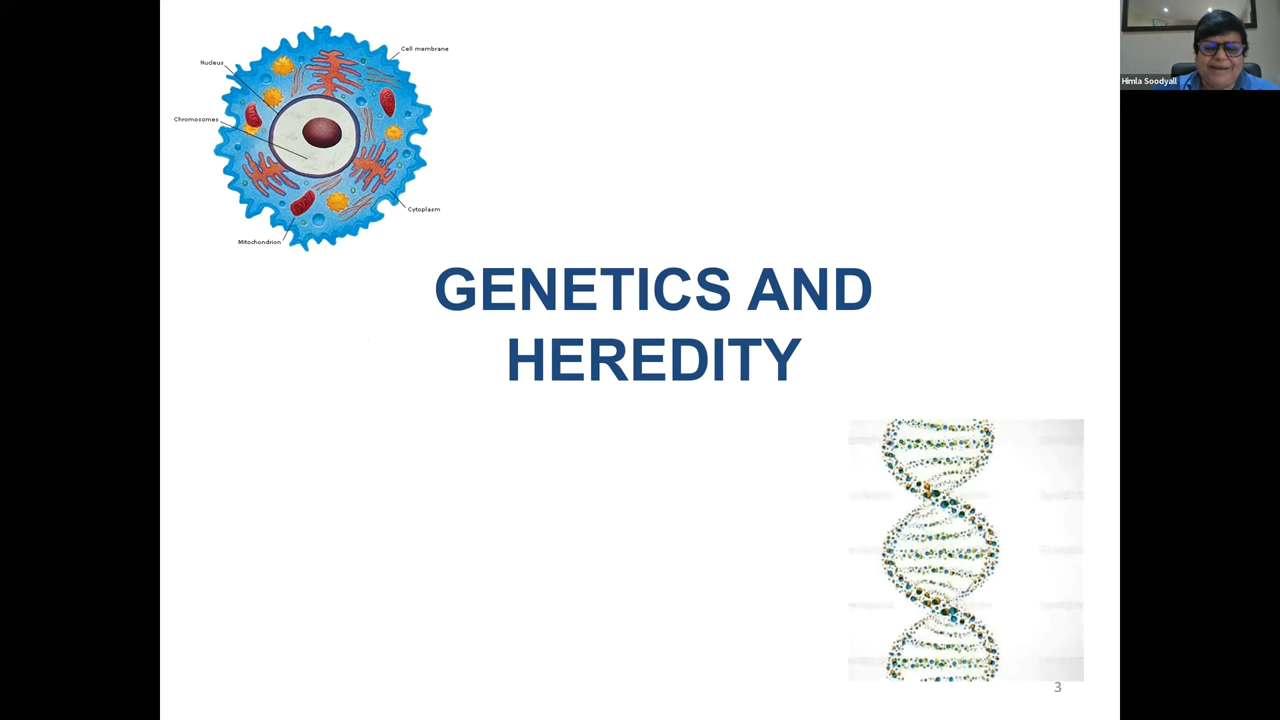 Cell membrane
Nucleus
Chromosomes
Cytoplasm
Mitochondrion
GENETICS AND
HEREDITY
3
Himla Soodyall